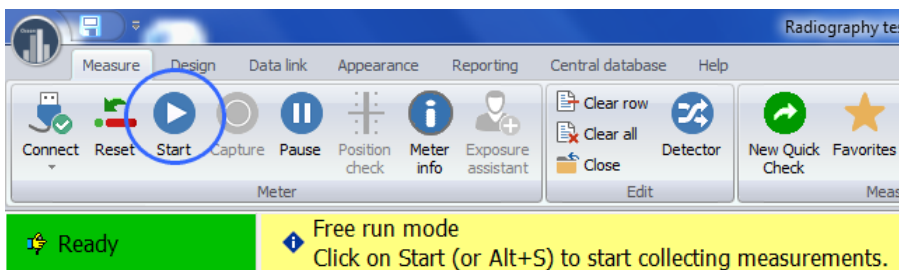 Radiography te
Measure Design Data link Appearance Reporting Central database Help
Connect Reset Start Capture Pause Position check Meter info Exposure assistant
Clear row
Clear all
Close
Detector
New Quick Check Favorites
Meter Edit Meas
Ready
Free run mode
Click on Start (or Alt+S) to start collecting measurements.